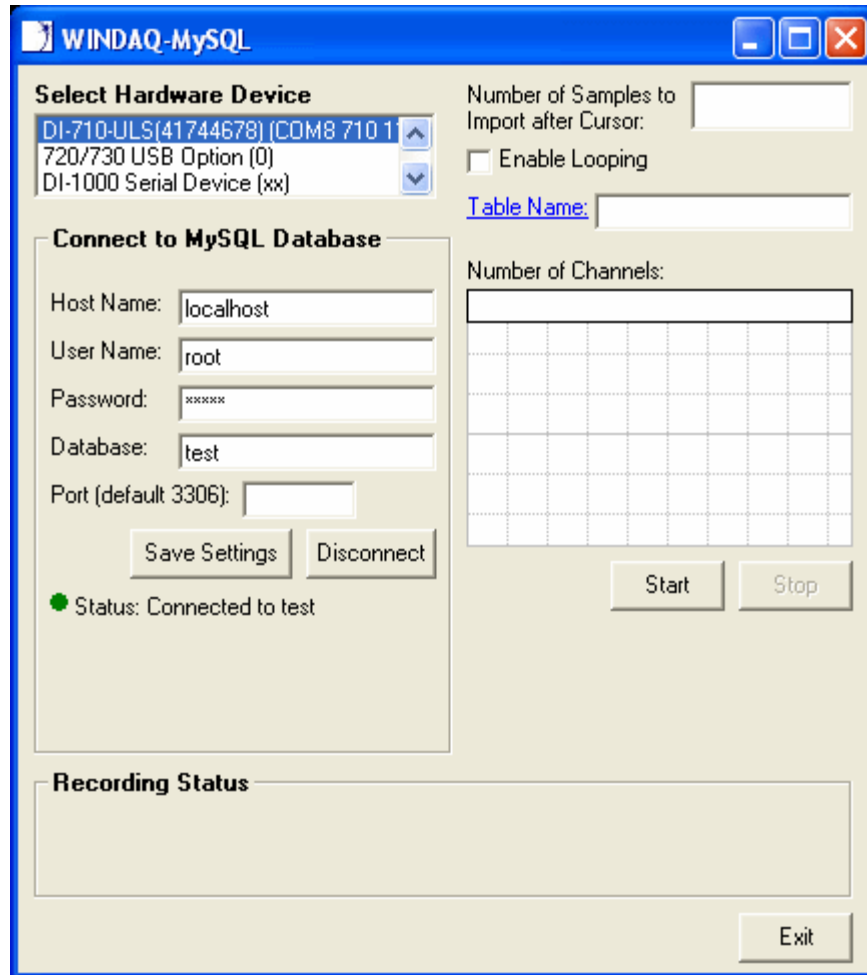 WINDAQ-MySQL
Select Hardware Device
DI-710-ULS(41744678) (COM8 710 1
720/730 USB Option (0)
DI-1000 Serial Device (xx)
Connect to MySQL Database
Host Name: localhost
User Name: root
Password: *****
Database: test
Port (default 3306):
Save Settings Disconnect
Status: Connected to test
Number of Samples to
Import after Cursor:
Enable Looping
Table Name:
Number of Channels:
Start Stop
Recording Status
Exit